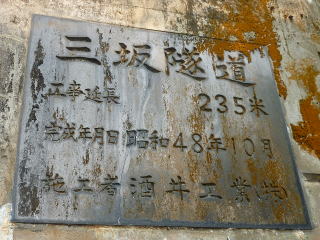 三坂隧道
工事延長 235米
完成年月日 昭和48年10月
施工者 酒井工業(株)